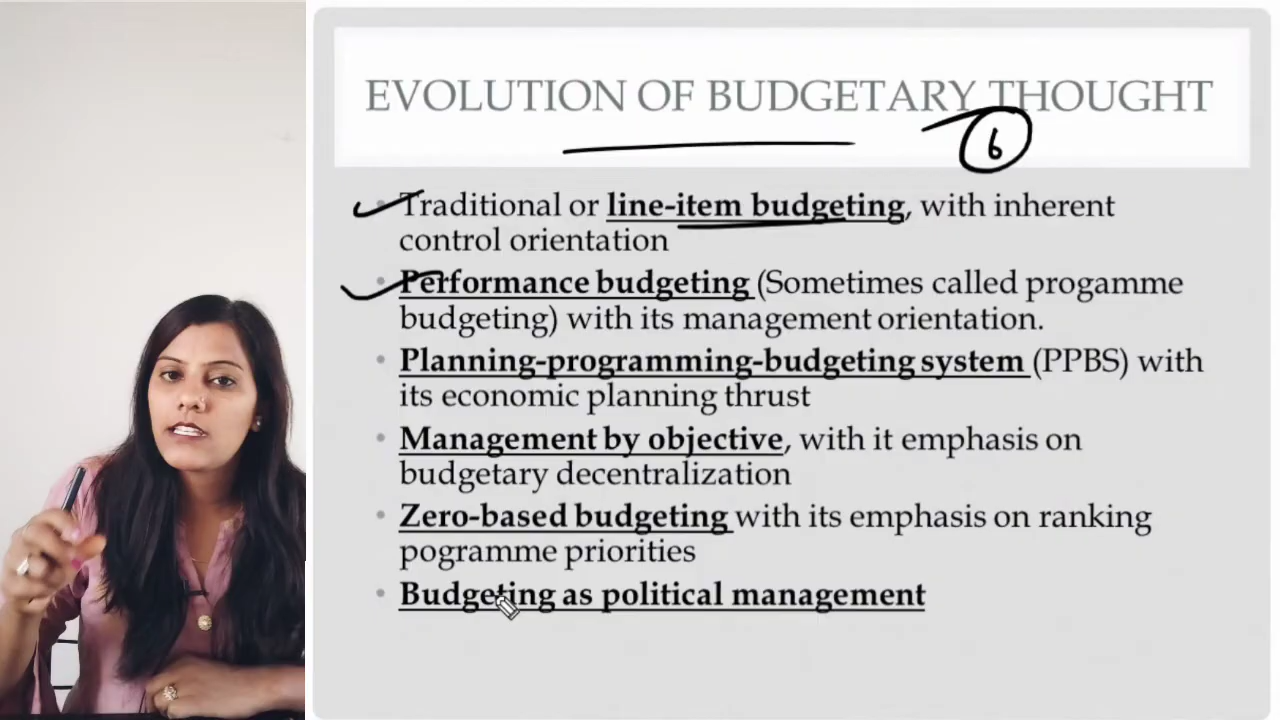 EVOLUTION OF BUDGETARY THOUGHT
6
• Traditional or line-item budgeting, with inherent
control orientation
• Performance budgeting (Sometimes called progamme
budgeting) with its management orientation.
• Planning-programming-budgeting system (PPBS) with
its economic planning thrust
• Management by objective, with it emphasis on
budgetary decentralization
• Zero-based budgeting with its emphasis on ranking
pogramme priorities
• Budgeting as political management